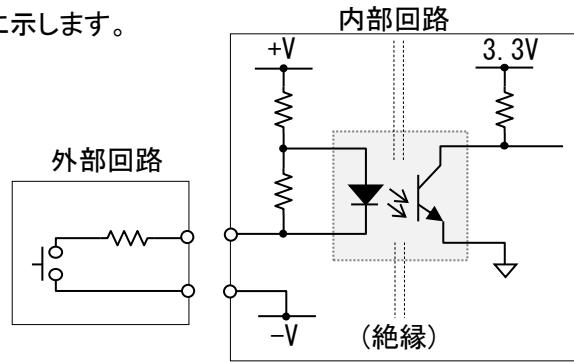 に示します。
内部回路
+V
3.3V
外部回路
-V
(絶縁)